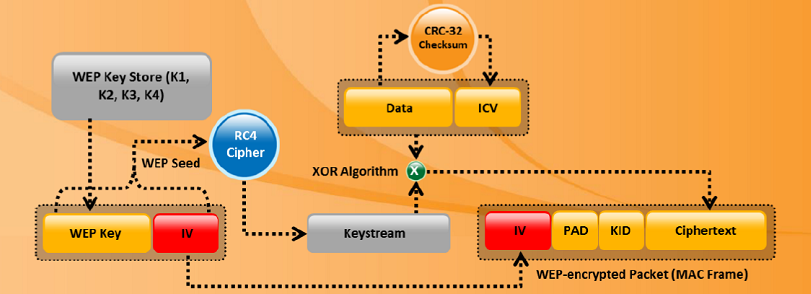 CRC-32
Checksum
WEP Key Store (K1,
K2, K3, K4)
Data
ICV
RC4
Cipher
WEP Seed
XOR Algorithm
X
WEP Key
IV
Keystream
IV
PAD
KID
Ciphertext
WEP-encrypted Packet (MAC Frame)